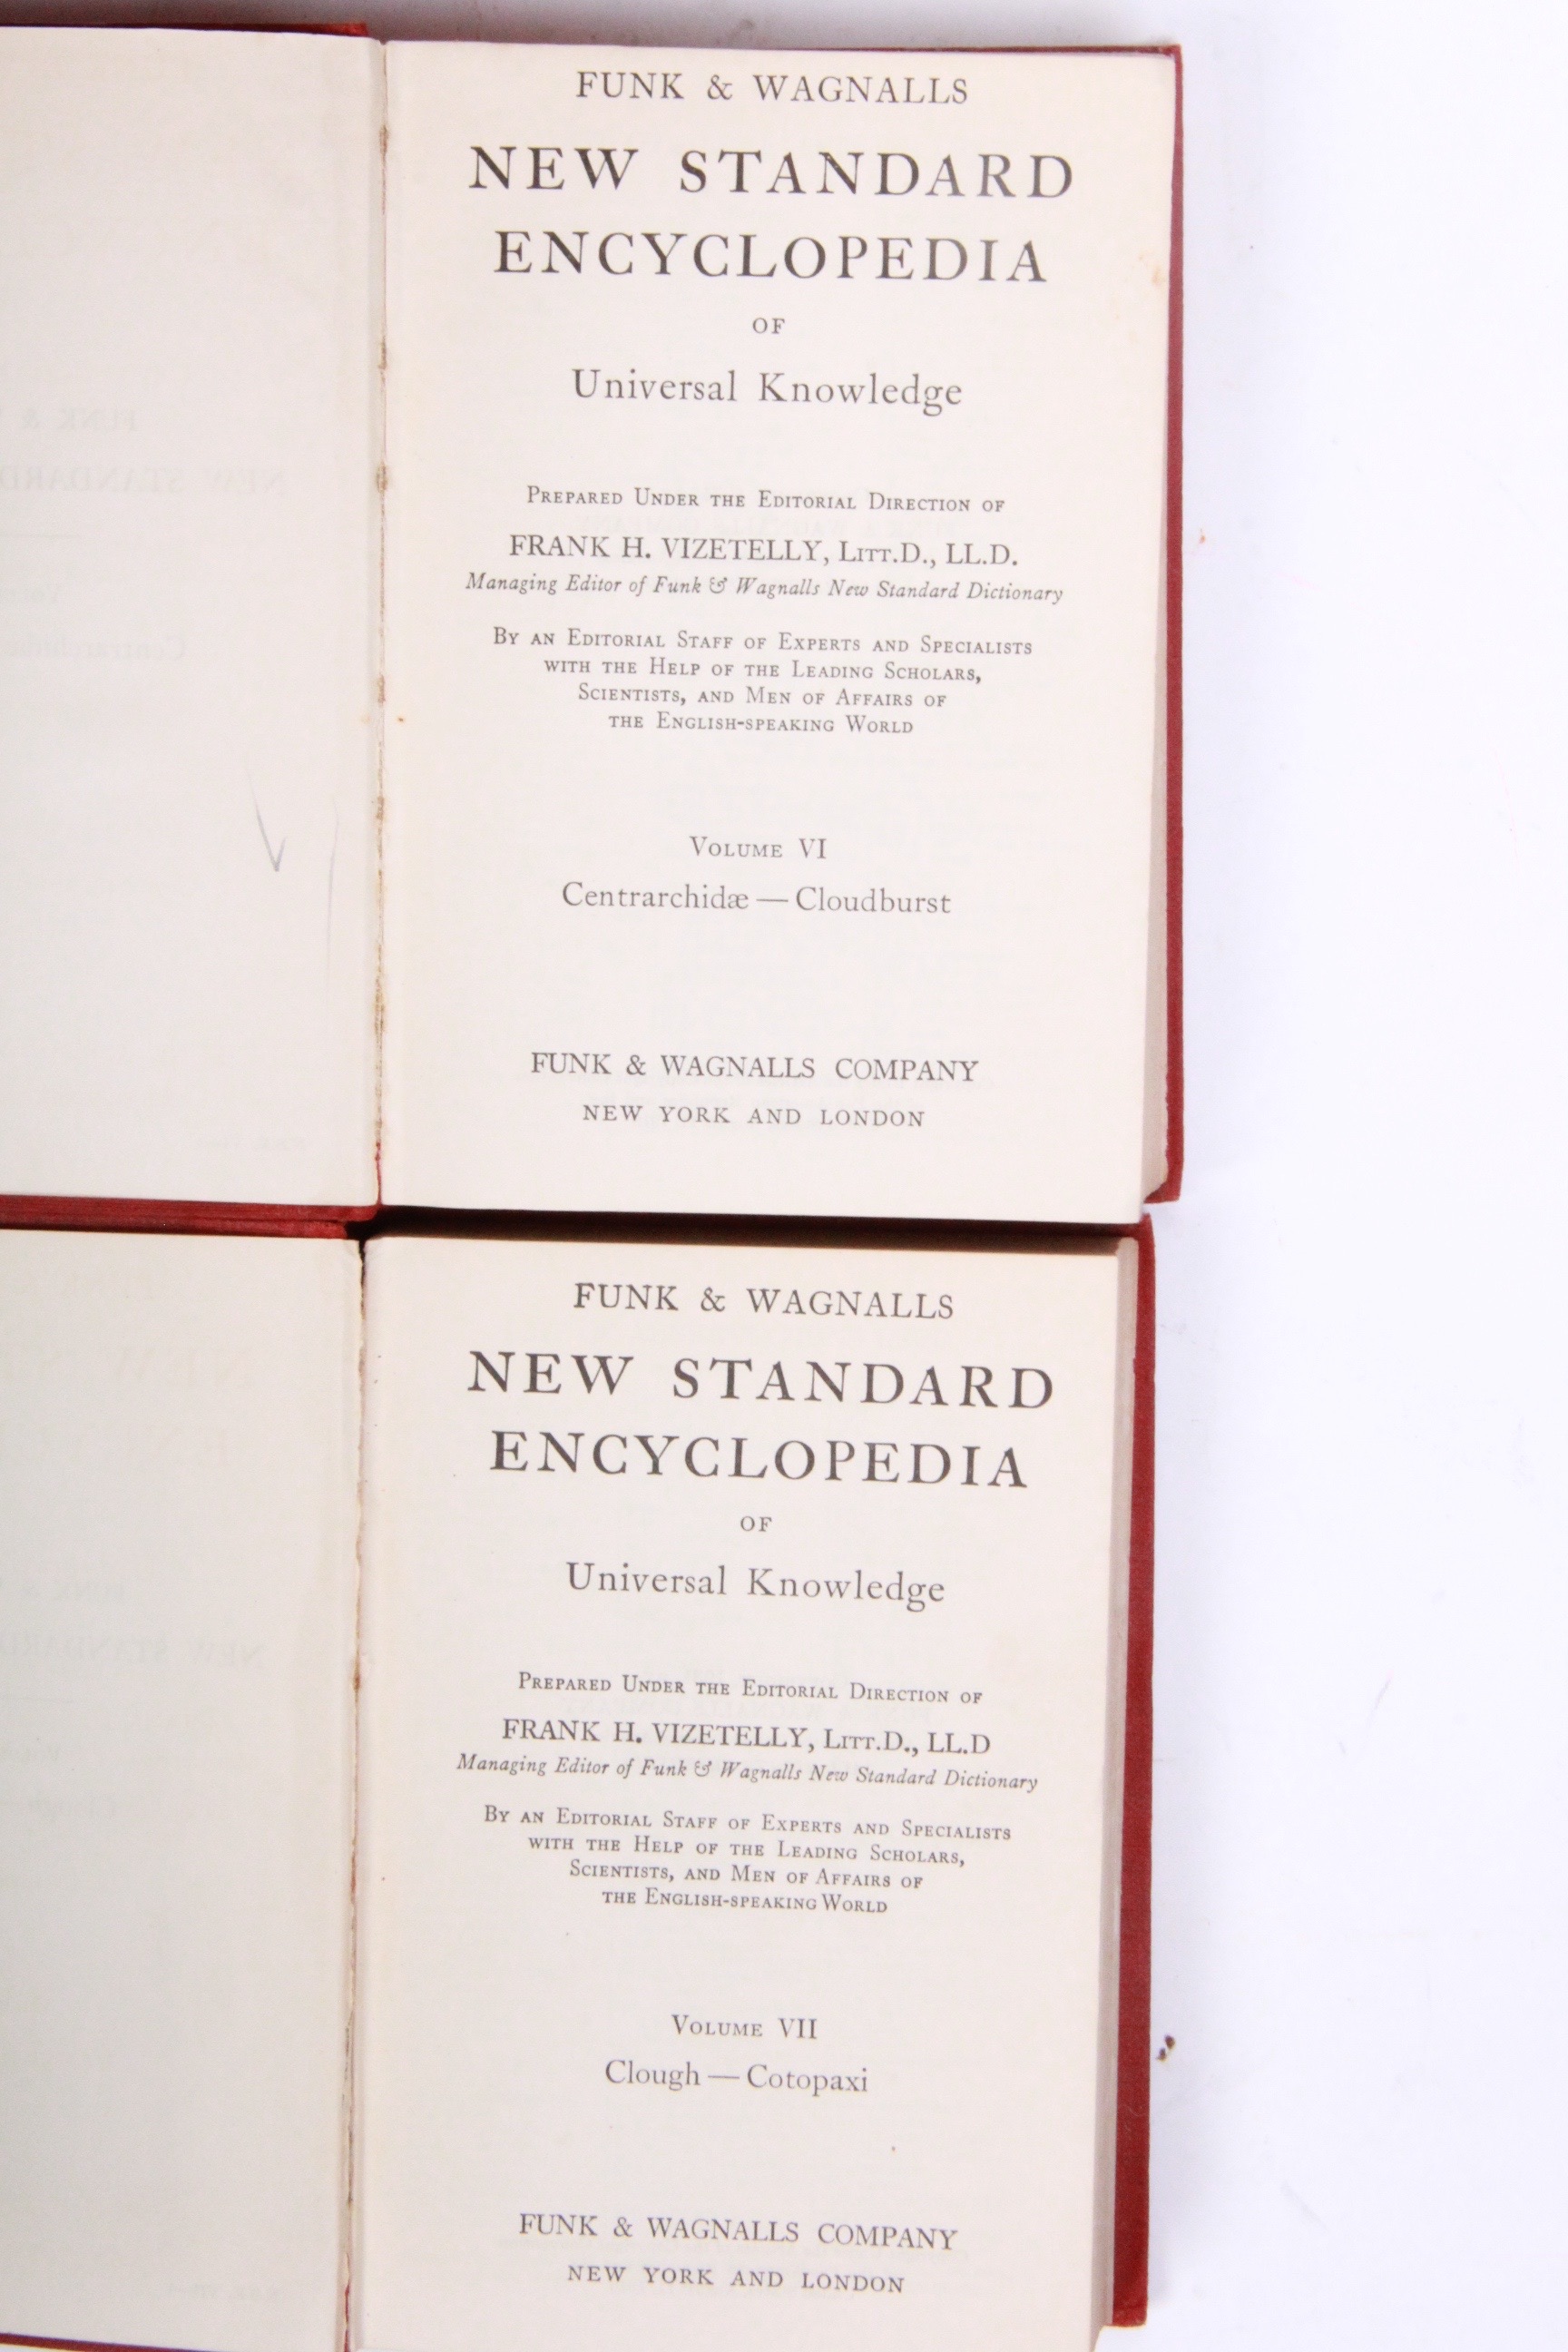 FUNK & WAGNALLS
NEW STANDARD
ENCYCLOPEDIA
OF
Universal Knowledge
Prepared Under the Editorial Direction of
FRANK H. VIZETELLY, Litt.D., LL.D.
Managing Editor of Funk & Wagnalls New Standard Dictionary
By an Editorial Staff of Experts and Specialists
with the Help of the Leading Scholars,
Scientists, and Men of Affairs of
the English-speaking World
Volume VI
Centrarchidæ — Cloudburst
FUNK & WAGNALLS COMPANY
NEW YORK AND LONDON
FUNK & WAGNALLS
NEW STANDARD
ENCYCLOPEDIA
OF
Universal Knowledge
Prepared Under the Editorial Direction of
FRANK H. VIZETELLY, Litt.D., LL.D
Managing Editor of Funk & Wagnalls New Standard Dictionary
By an Editorial Staff of Experts and Specialists
with the Help of the Leading Scholars,
Scientists, and Men of Affairs of
the English-speaking World
Volume VII
Clough — Cotopaxi
FUNK & WAGNALLS COMPANY
NEW YORK AND LONDON